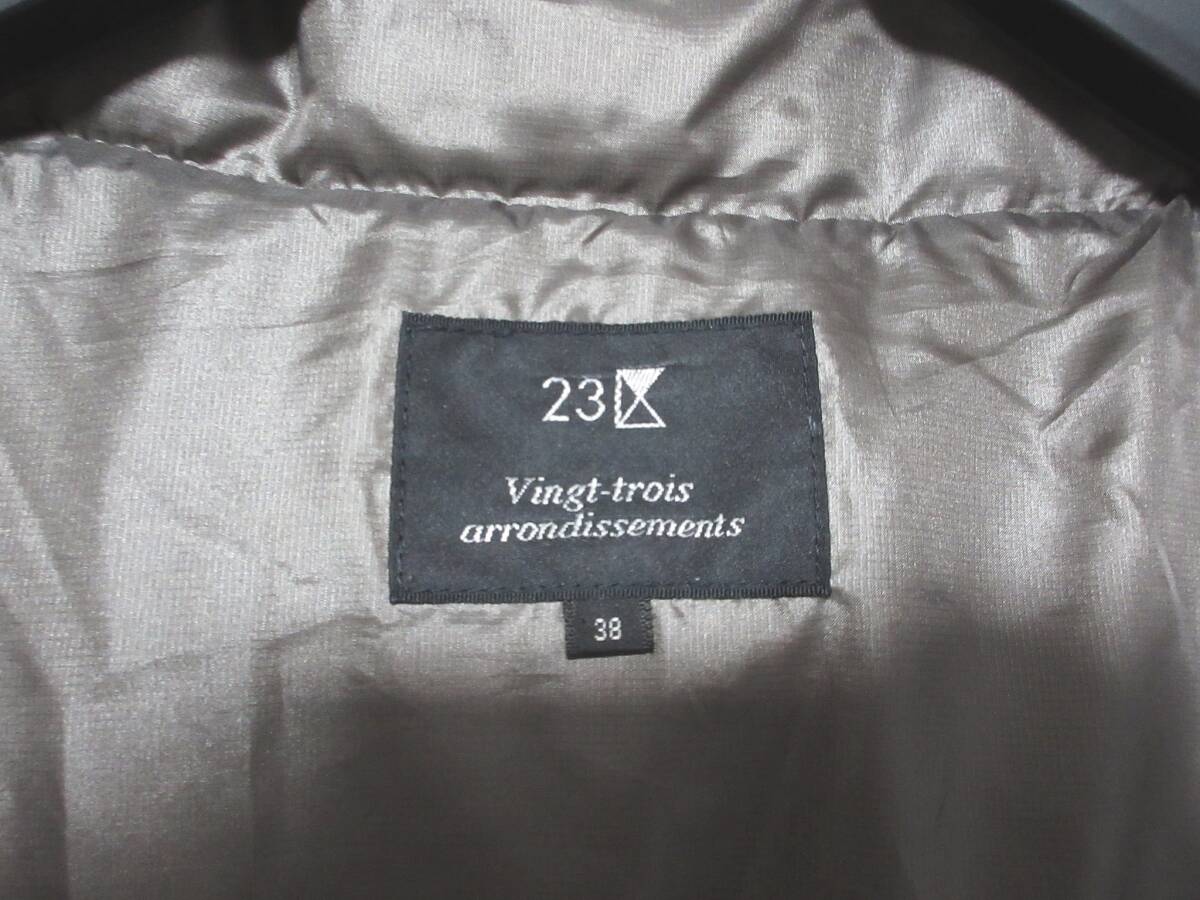 23
Vingt-trois
arrondissements
38